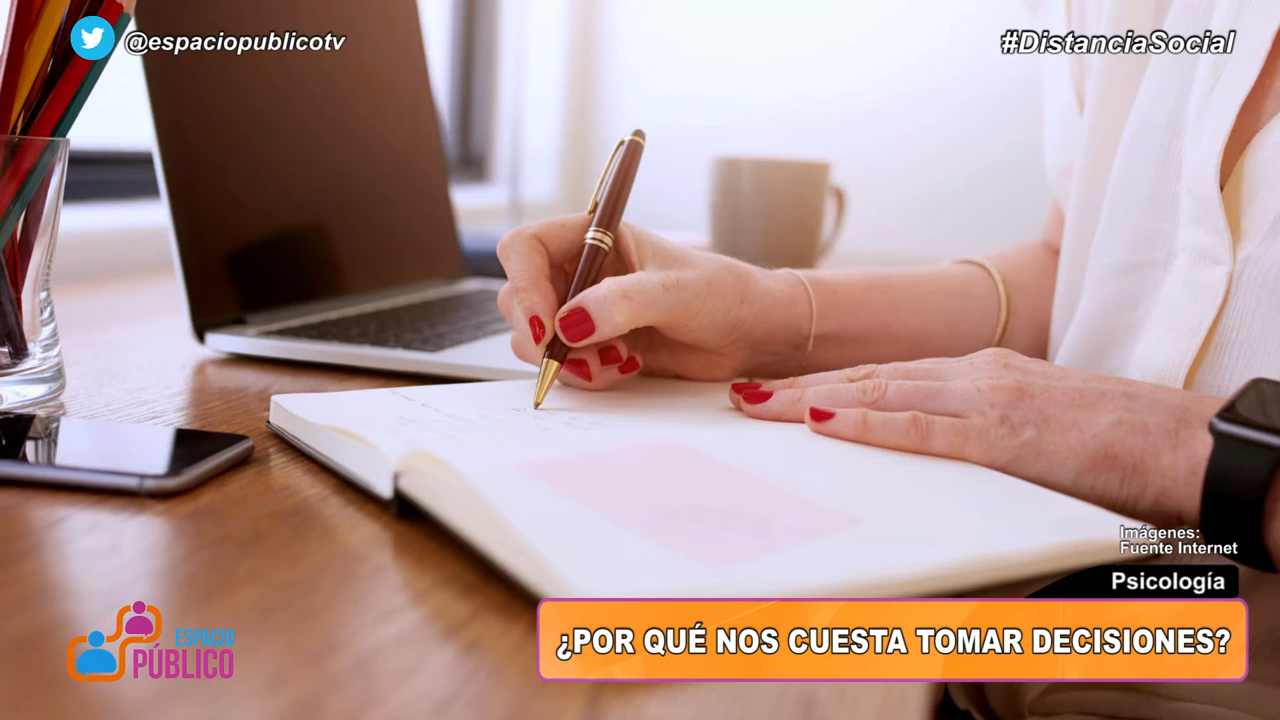 @espaciopublicotv
#DistanciaSocial
Imágenes:
Fuente Internet
Psicología
¿POR QUÉ NOS CUESTA TOMAR DECISIONES?
ESPACIO
PÚBLICO